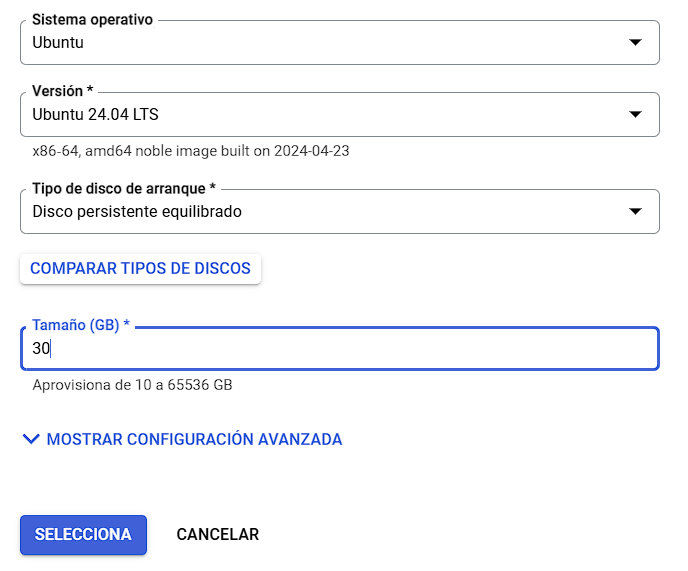 Sistema operativo
Ubuntu
Versión *
Ubuntu 24.04 LTS
x86-64, amd64 noble image built on 2024-04-23
Tipo de disco de arranque *
Disco persistente equilibrado
COMPARAR TIPOS DE DISCOS
Tamaño (GB) *
30
Aprovisiona de 10 a 65536 GB
MOSTRAR CONFIGURACIÓN AVANZADA
SELECCIONA CANCELAR